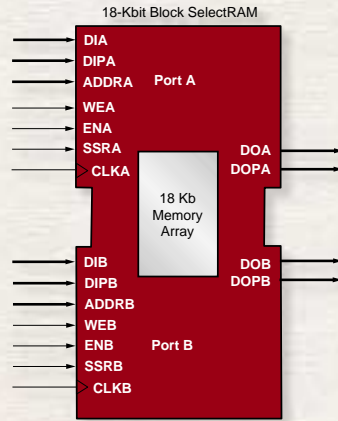 18-Kbit Block SelectRAM
DIA
DIPA
ADDRA
Port A
WEA
ENA
SSRA
CLKA
DOA
DOPA
18 Kb
Memory
Array
DIB
DIPB
ADDRB
WEB
ENB
Port B
SSRB
CLKB
DOB
DOPB